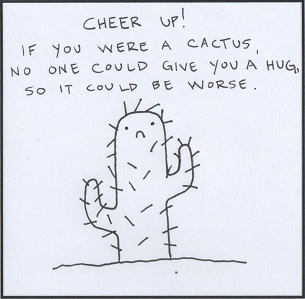 CHEER UP!
IF YOU WERE A CACTUS,
NO ONE COULD GIVE YOU A HUG,
SO IT COULD BE WORSE.